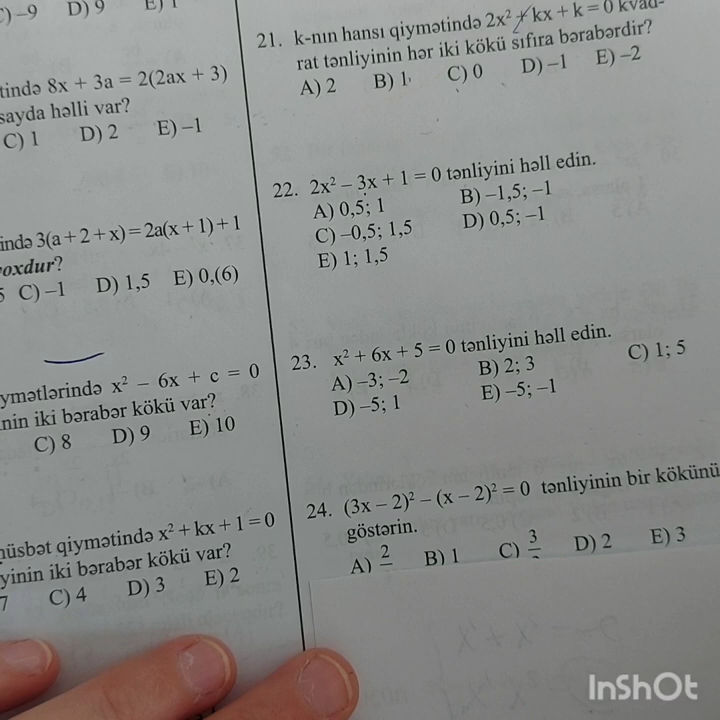 C) –9 D) 9 E) 1
tində 8x + 3a = 2(2ax + 3)
sayda həlli var?
C) 1 D) 2 E) –1
ində 3(a + 2 + x) = 2a(x + 1) + 1
oxdur?
5 C) –1 D) 1,5 E) 0,(6)
ymətlərində x² – 6x + c = 0
nin iki bərabər kökü var?
C) 8 D) 9 E) 10
müsbət qiymətində x² + kx + 1 = 0
yinin iki bərabər kökü var?
7 C) 4 D) 3 E) 2
21. k-nın hansı qiymətində 2x² + kx + k = 0 kvad-
rat tənliyinin hər iki kökü sıfıra bərabərdir?
A) 2 B) 1 C) 0 D) –1 E) –2
22. 2x² – 3x + 1 = 0 tənliyini həll edin.
A) 0,5; 1 B) –1,5; –1
C) –0,5; 1,5 D) 0,5; –1
E) 1; 1,5
23. x² + 6x + 5 = 0 tənliyini həll edin.
A) –3; –2 B) 2; 3 C) 1; 5
D) –5; 1 E) –5; –1
24. (3x – 2)² – (x – 2)² = 0 tənliyinin bir kökünü
göstərin.
A) 2 B) 1 C) 3 D) 2 E) 3
InShOt